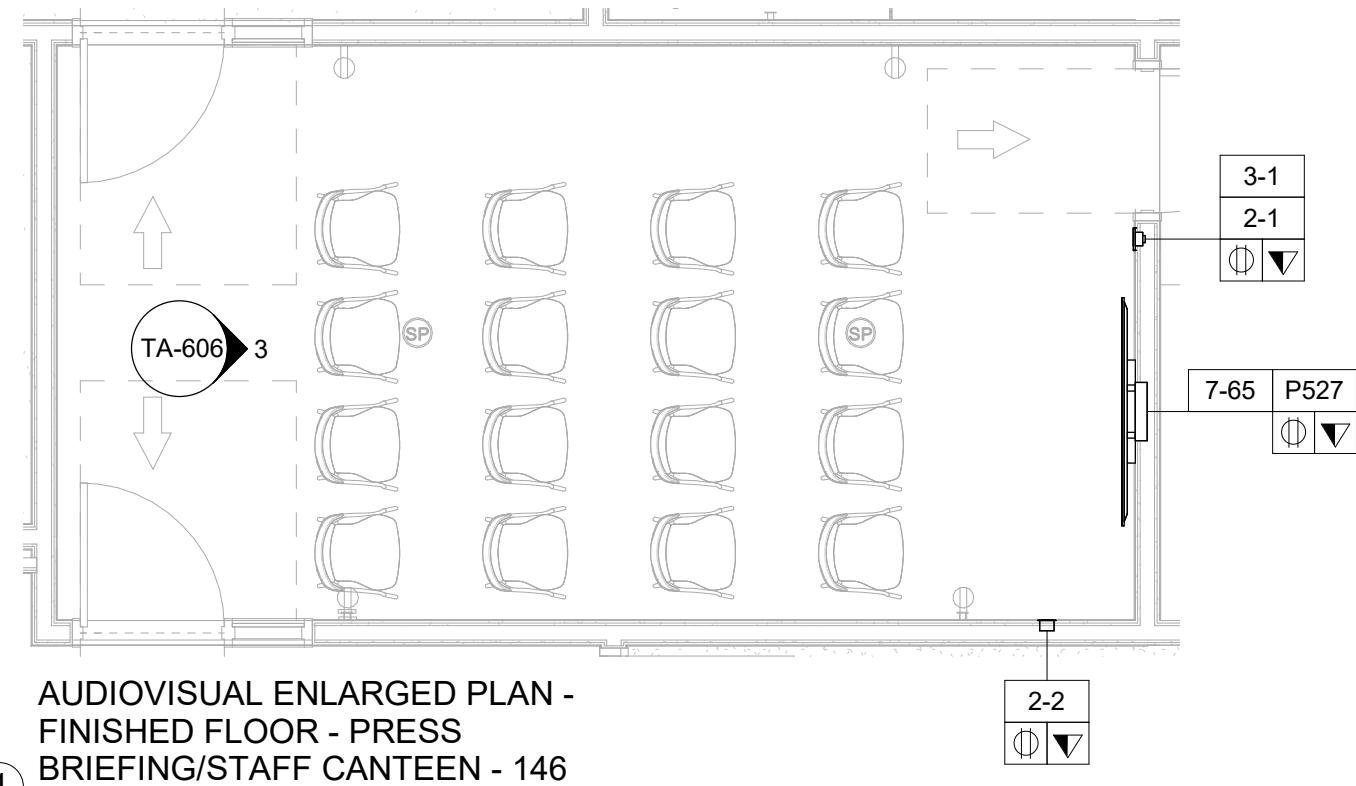 3-1
2-1
SP
SP
TA-606
3
7-65
P527
2-2
AUDIOVISUAL ENLARGED PLAN -
FINISHED FLOOR - PRESS
BRIEFING/STAFF CANTEEN - 146